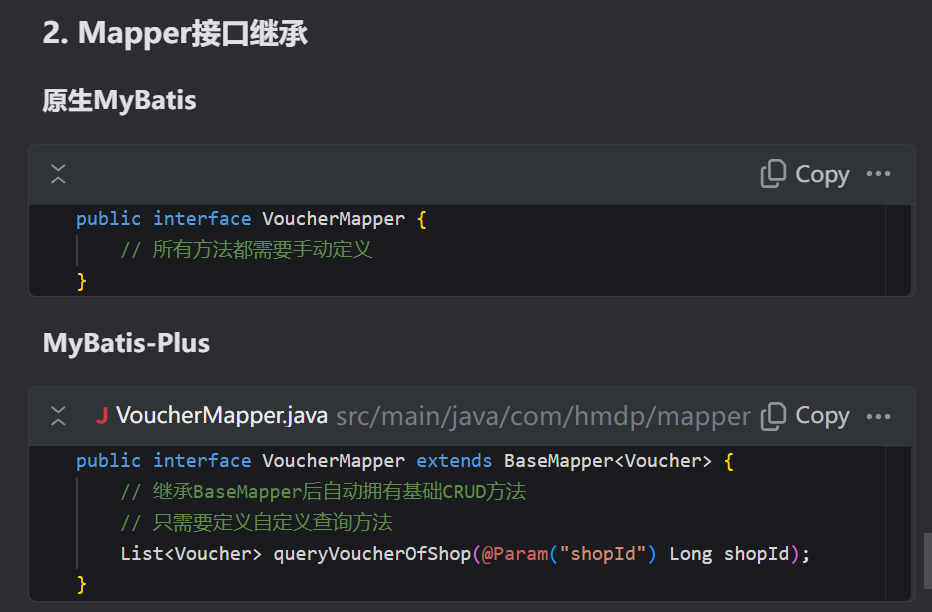 2. Mapper接口继承
原生MyBatis
Copy ···
public interface VoucherMapper {
// 所有方法都需要手动定义
}
MyBatis-Plus
J VoucherMapper.java src/main/java/com/hmdp/mapper Copy ···
public interface VoucherMapper extends BaseMapper<Voucher> {
// 继承BaseMapper后自动拥有基础CRUD方法
// 只需要定义自定义查询方法
List<Voucher> queryVoucherOfShop(@Param("shopId") Long shopId);
}